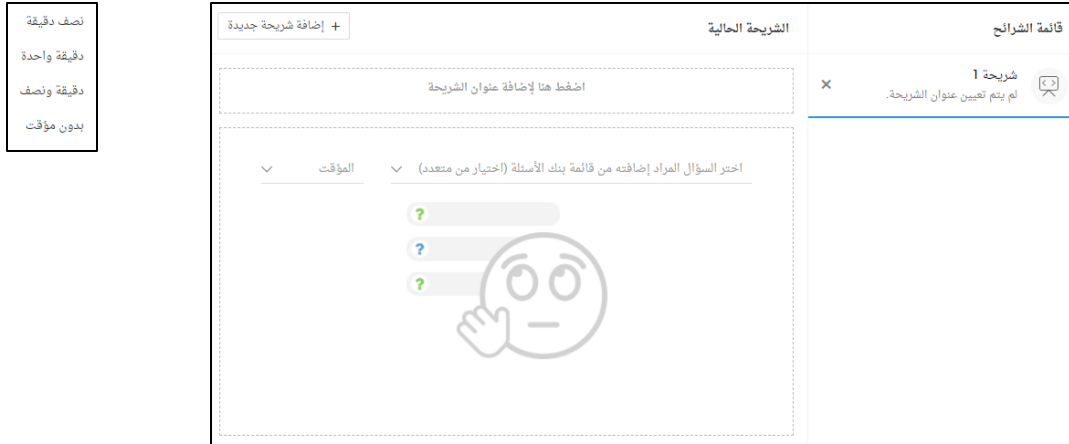 قائمة الشرائح
شريحة 1
لم يتم تعيين عنوان الشريحة.
الشريحة الحالية
+ إضافة شريحة جديدة
اضغط هنا لإضافة عنوان الشريحة
اختر السؤال المراد إضافته من قائمة بنك الأسئلة (اختيار من متعدد)
المؤقت
?
?
?
نصف دقيقة
دقيقة واحدة
دقيقة ونصف
بدون مؤقت